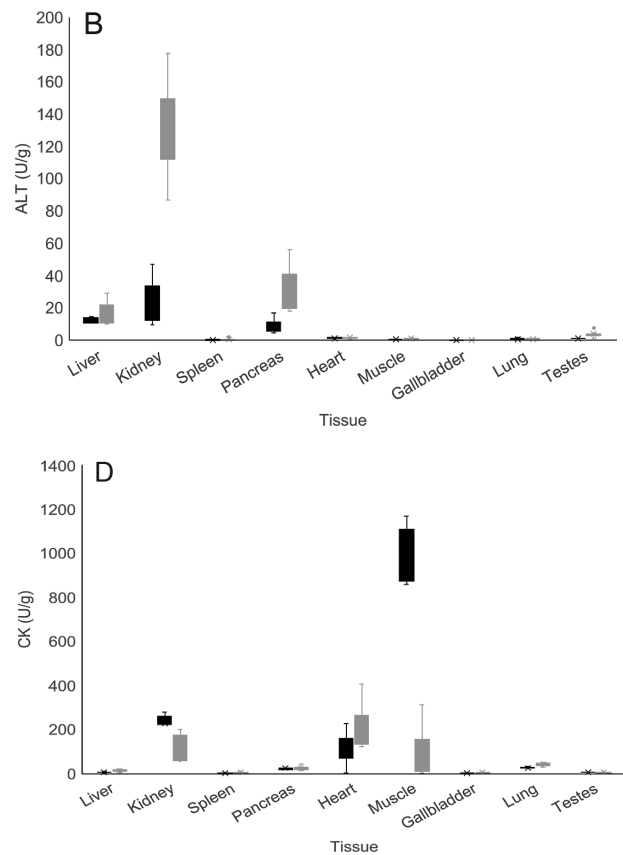 B
200
180
160
140
120
100
80
60
40
20
0
ALT (U/g)
Liver
Kidney
Spleen
Pancreas
Heart
Muscle
Gallbladder
Lung
Testes
Tissue
D
1400
1200
1000
800
600
400
200
0
CK (U/g)
Liver
Kidney
Spleen
Pancreas
Heart
Muscle
Gallbladder
Lung
Testes
Tissue